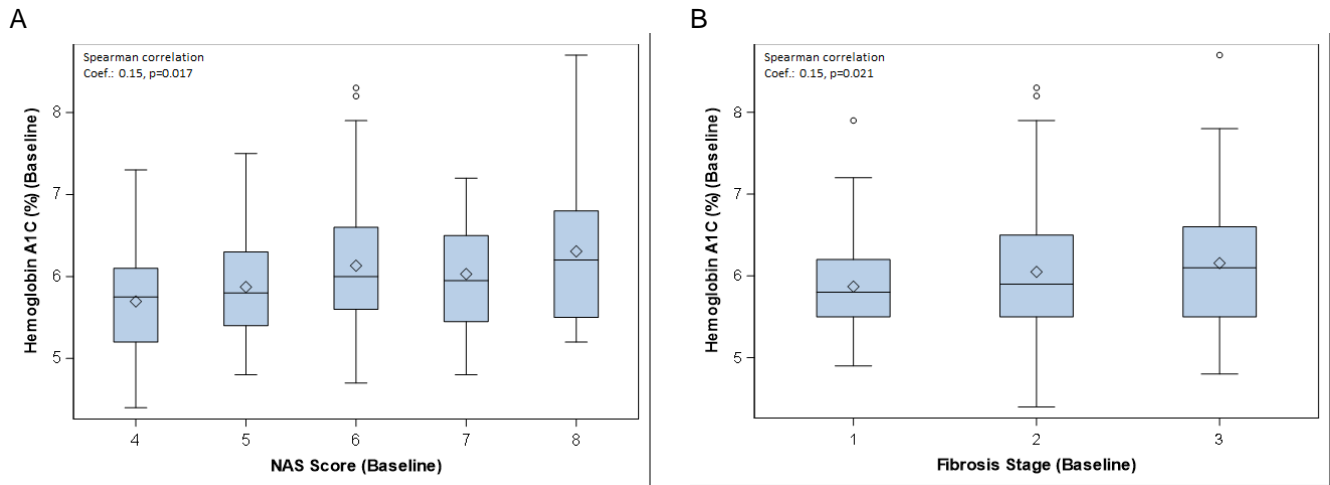 A
Spearman correlation
Coef.: 0.15, p=0.017
Hemoglobin A1C (%) (Baseline)
8
7
6
5
4
5
6
7
8
NAS Score (Baseline)
B
Spearman correlation
Coef.: 0.15, p=0.021
Hemoglobin A1C (%) (Baseline)
8
7
6
5
1
2
3
Fibrosis Stage (Baseline)